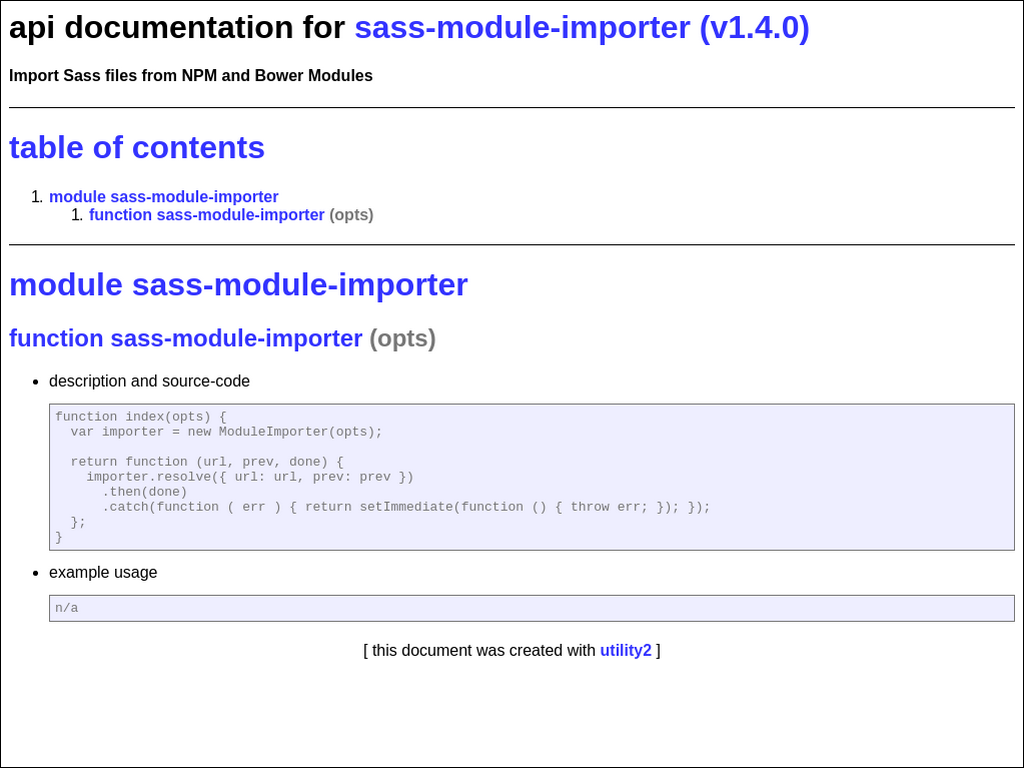 api documentation for sass-module-importer (v1.4.0)
Import Sass files from NPM and Bower Modules
table of contents
1. module sass-module-importer
1. function sass-module-importer (opts)
module sass-module-importer
function sass-module-importer (opts)
• description and source-code
function index(opts) {
  var importer = new ModuleImporter(opts);

  return function (url, prev, done) {
    importer.resolve({ url: url, prev: prev })
      .then(done)
      .catch(function ( err ) { return setImmediate(function () { throw err; }); });
  };
}
• example usage
n/a
[ this document was created with utility2 ]